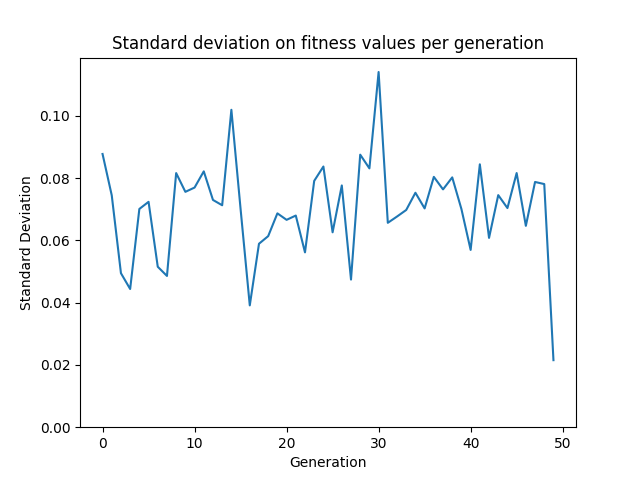 Standard deviation on fitness values per generation
Standard Deviation
0.10
0.08
0.06
0.04
0.02
0.00
0 10 20 30 40 50
Generation